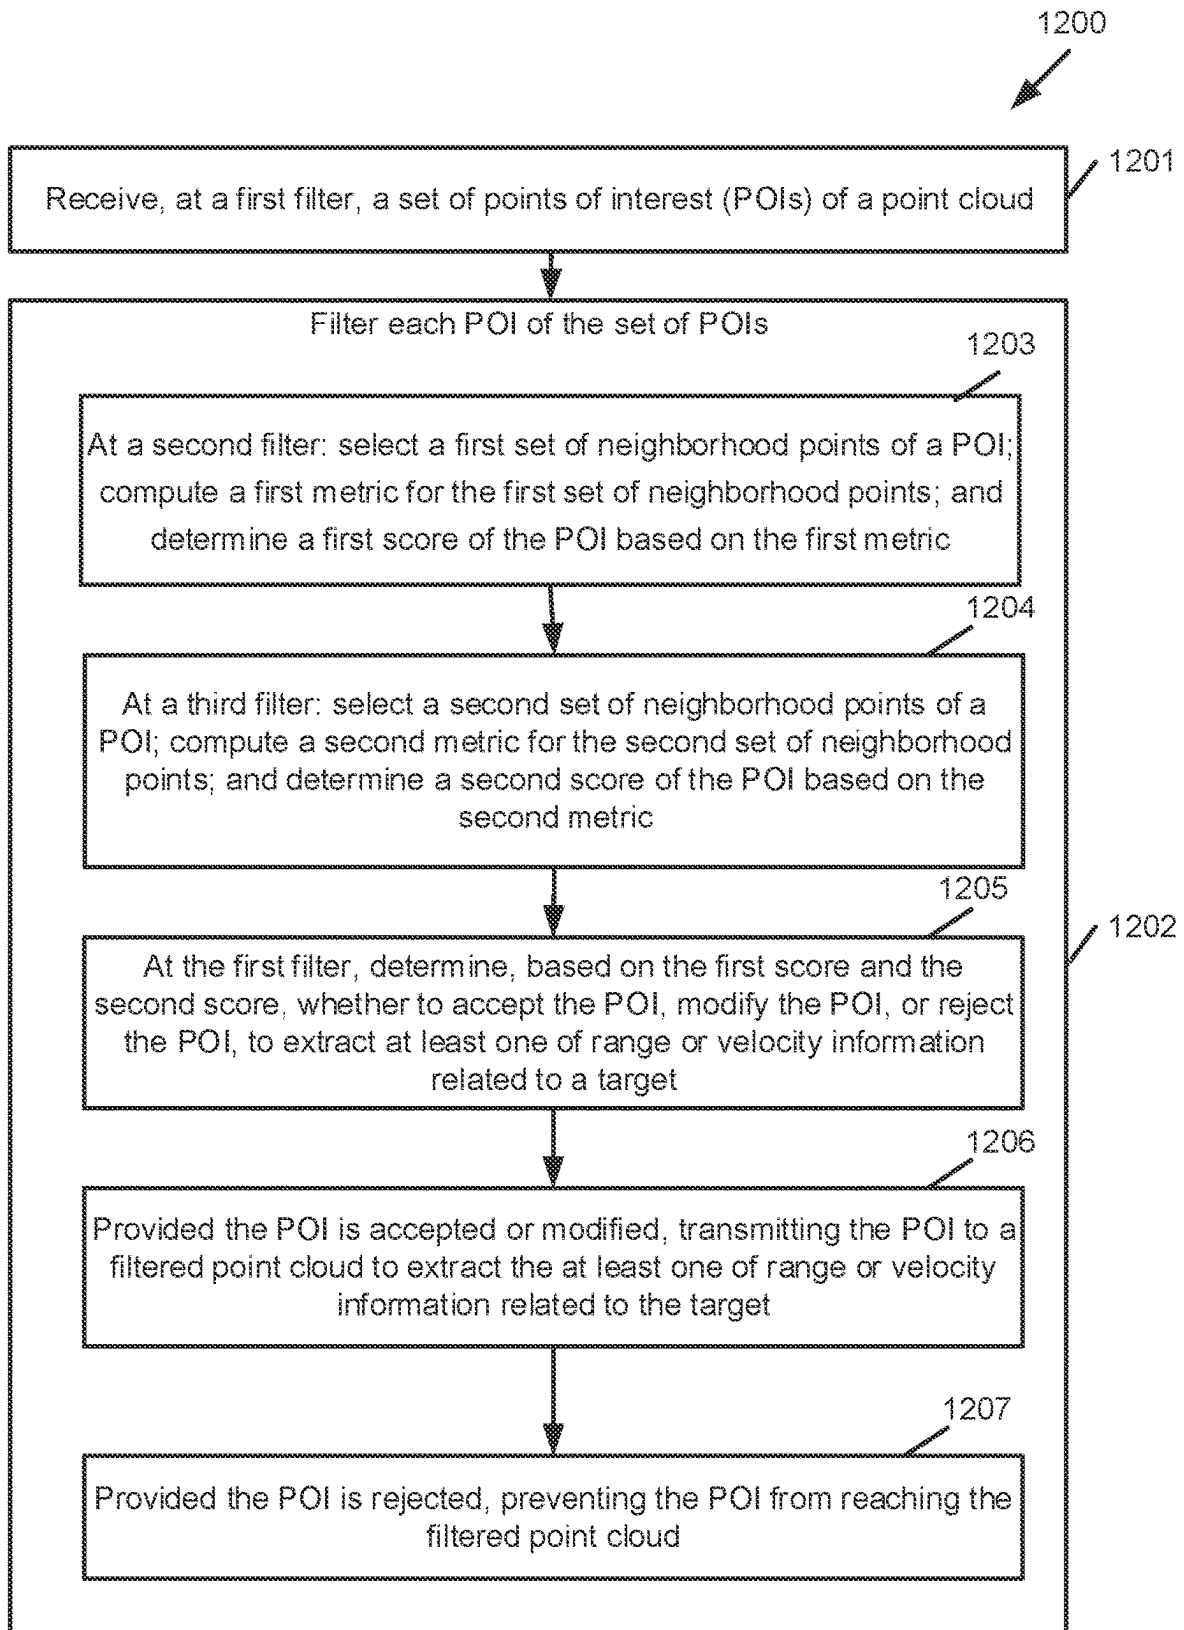 1200
1201
Receive, at a first filter, a set of points of interest (POIs) of a point cloud
Filter each POI of the set of POIs
1203
At a second filter: select a first set of neighborhood points of a POI;
compute a first metric for the first set of neighborhood points; and
determine a first score of the POI based on the first metric
1204
At a third filter: select a second set of neighborhood points of a
POI; compute a second metric for the second set of neighborhood
points; and determine a second score of the POI based on the
second metric
1205
1202
At the first filter, determine, based on the first score and the
second score, whether to accept the POI, modify the POI, or reject
the POI, to extract at least one of range or velocity information
related to a target
1206
Provided the POI is accepted or modified, transmitting the POI to a
filtered point cloud to extract the at least one of range or velocity
information related to the target
1207
Provided the POI is rejected, preventing the POI from reaching the
filtered point cloud